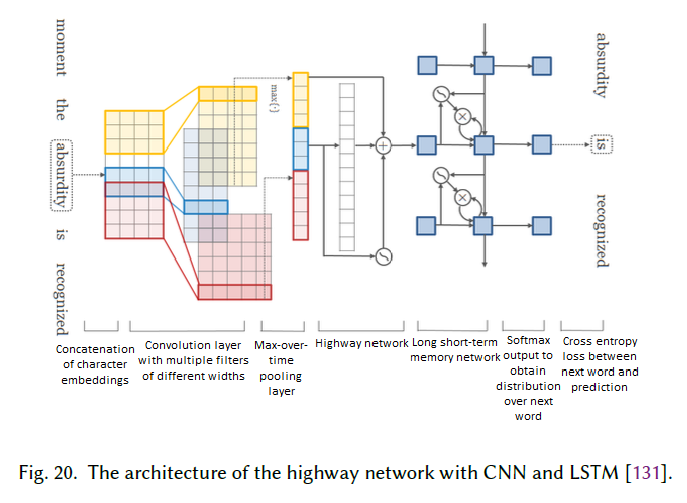 moment the absurdity is recognized
max{·}
absurdity is recognized
Concatenation
of character
embeddings
Convolution layer
with multiple filters
of different widths
Max-over-
time
pooling
layer
Highway network
Long short-term
memory network
Softmax
output to
obtain
distribution
over next
word
Cross entropy
loss between
next word and
prediction
Fig. 20. The architecture of the highway network with CNN and LSTM [131].